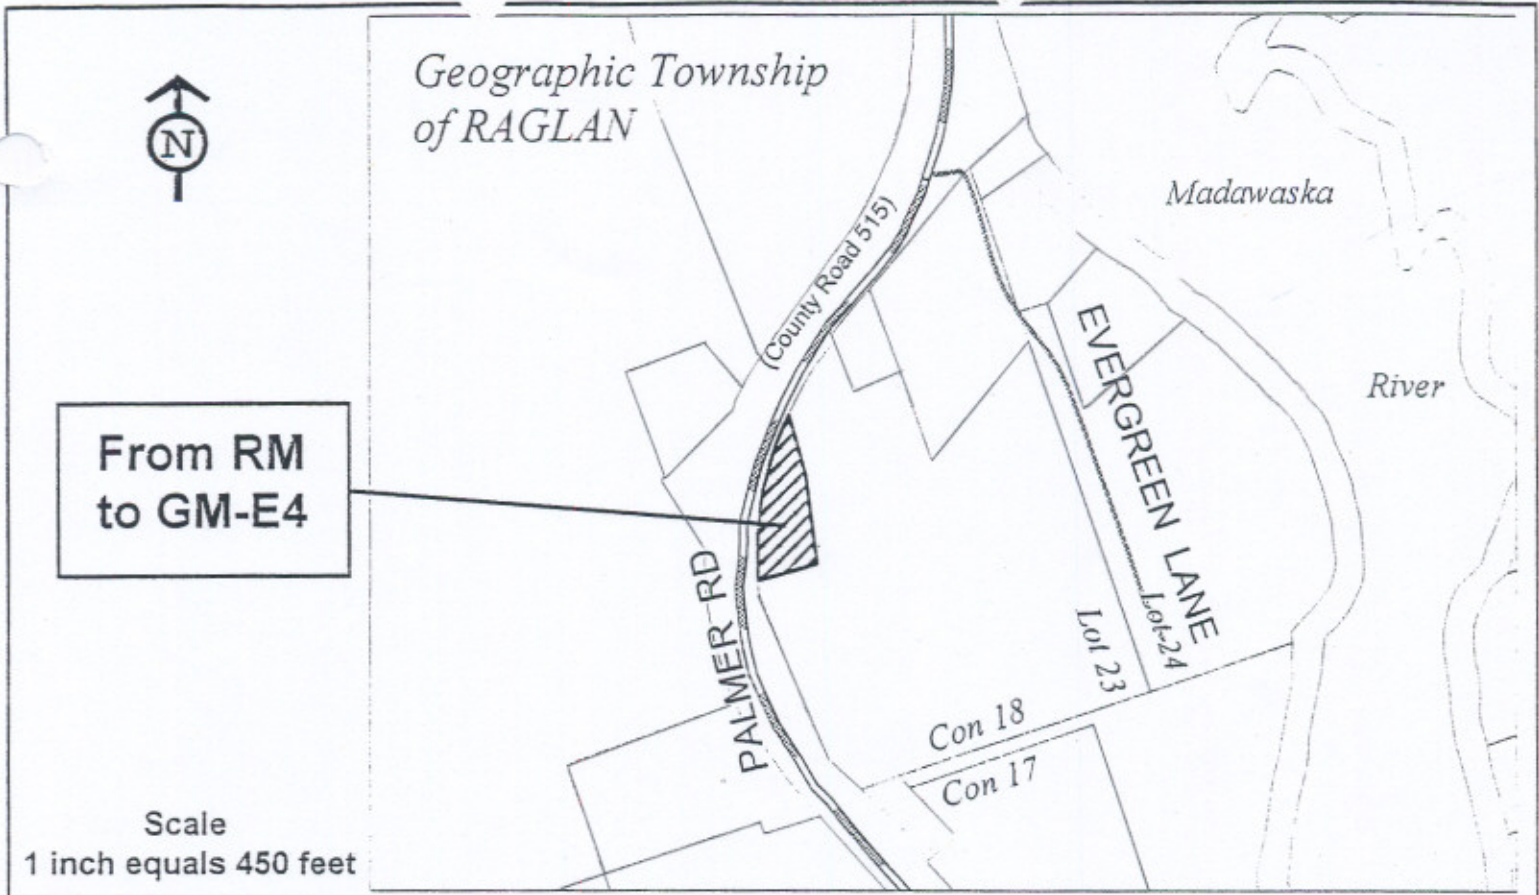 Geographic Township
of RAGLAN
N
Madawaska
River
(County Road 515)
EVERGREEN LANE
From RM
to GM-E4
PALMER RD
Lot 23
Lot 24
Con 18
Con 17
Scale
1 inch equals 450 feet